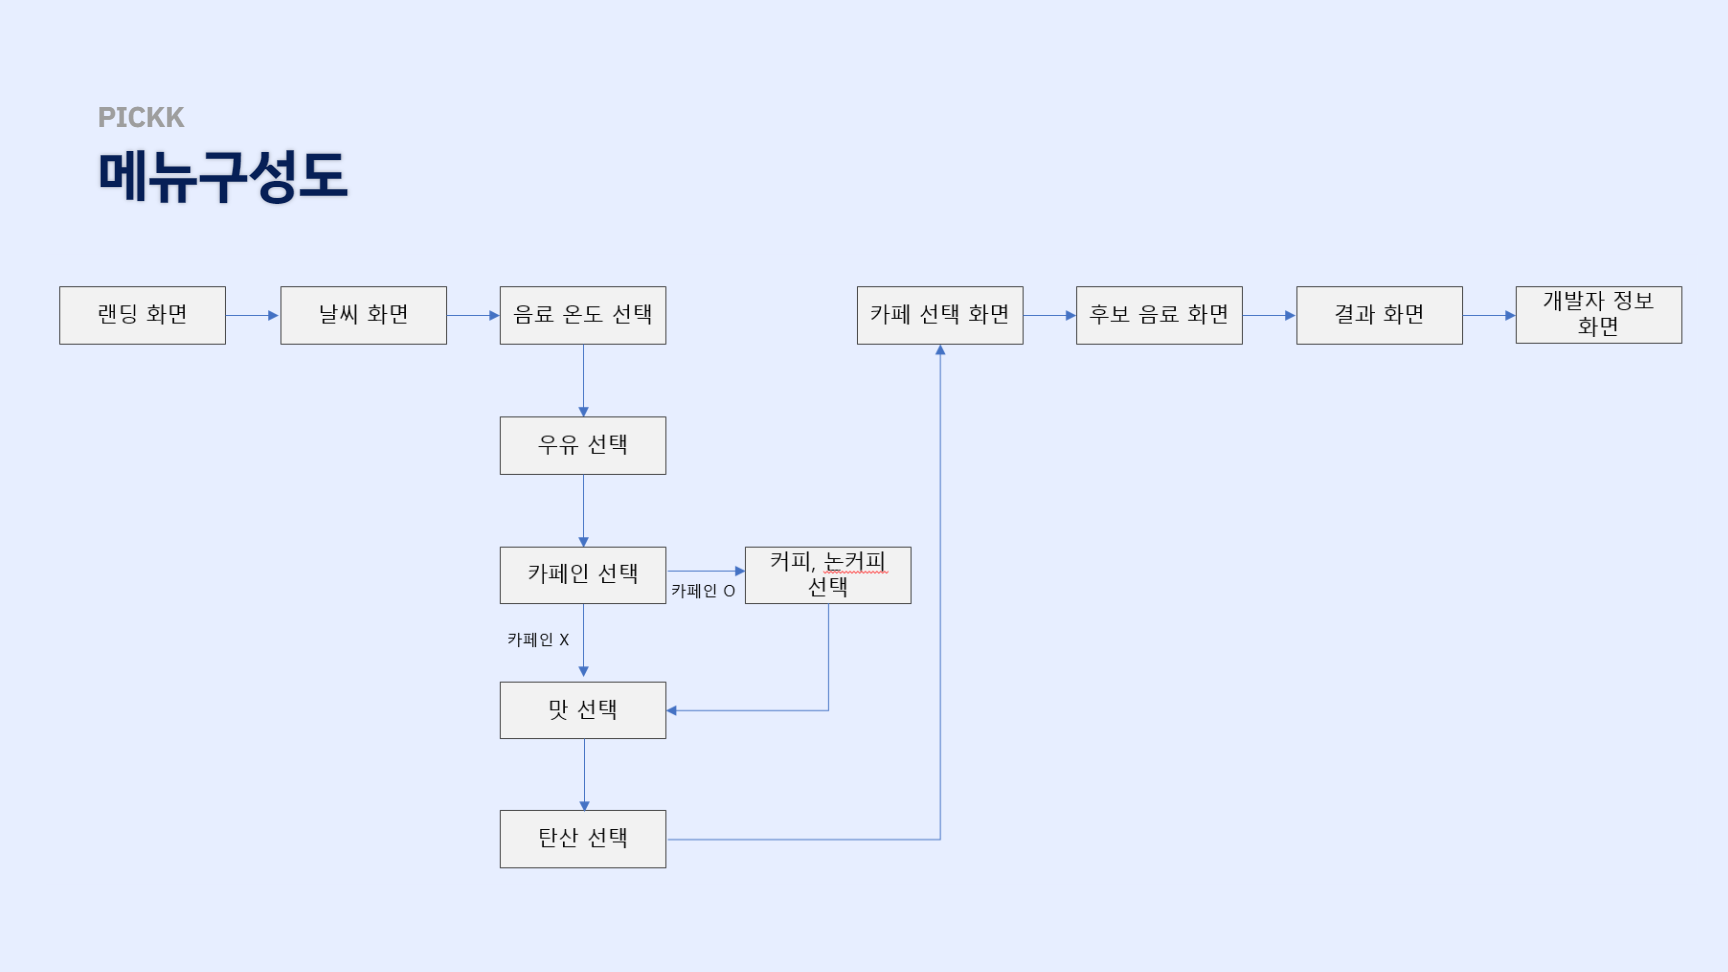 PICKK
메뉴구성도
랜딩 화면
날씨 화면
음료 온도 선택
카페 선택 화면
후보 음료 화면
결과 화면
개발자 정보
화면
우유 선택
카페인 선택
카페인 O
커피, 논커피
선택
카페인 X
맛 선택
탄산 선택